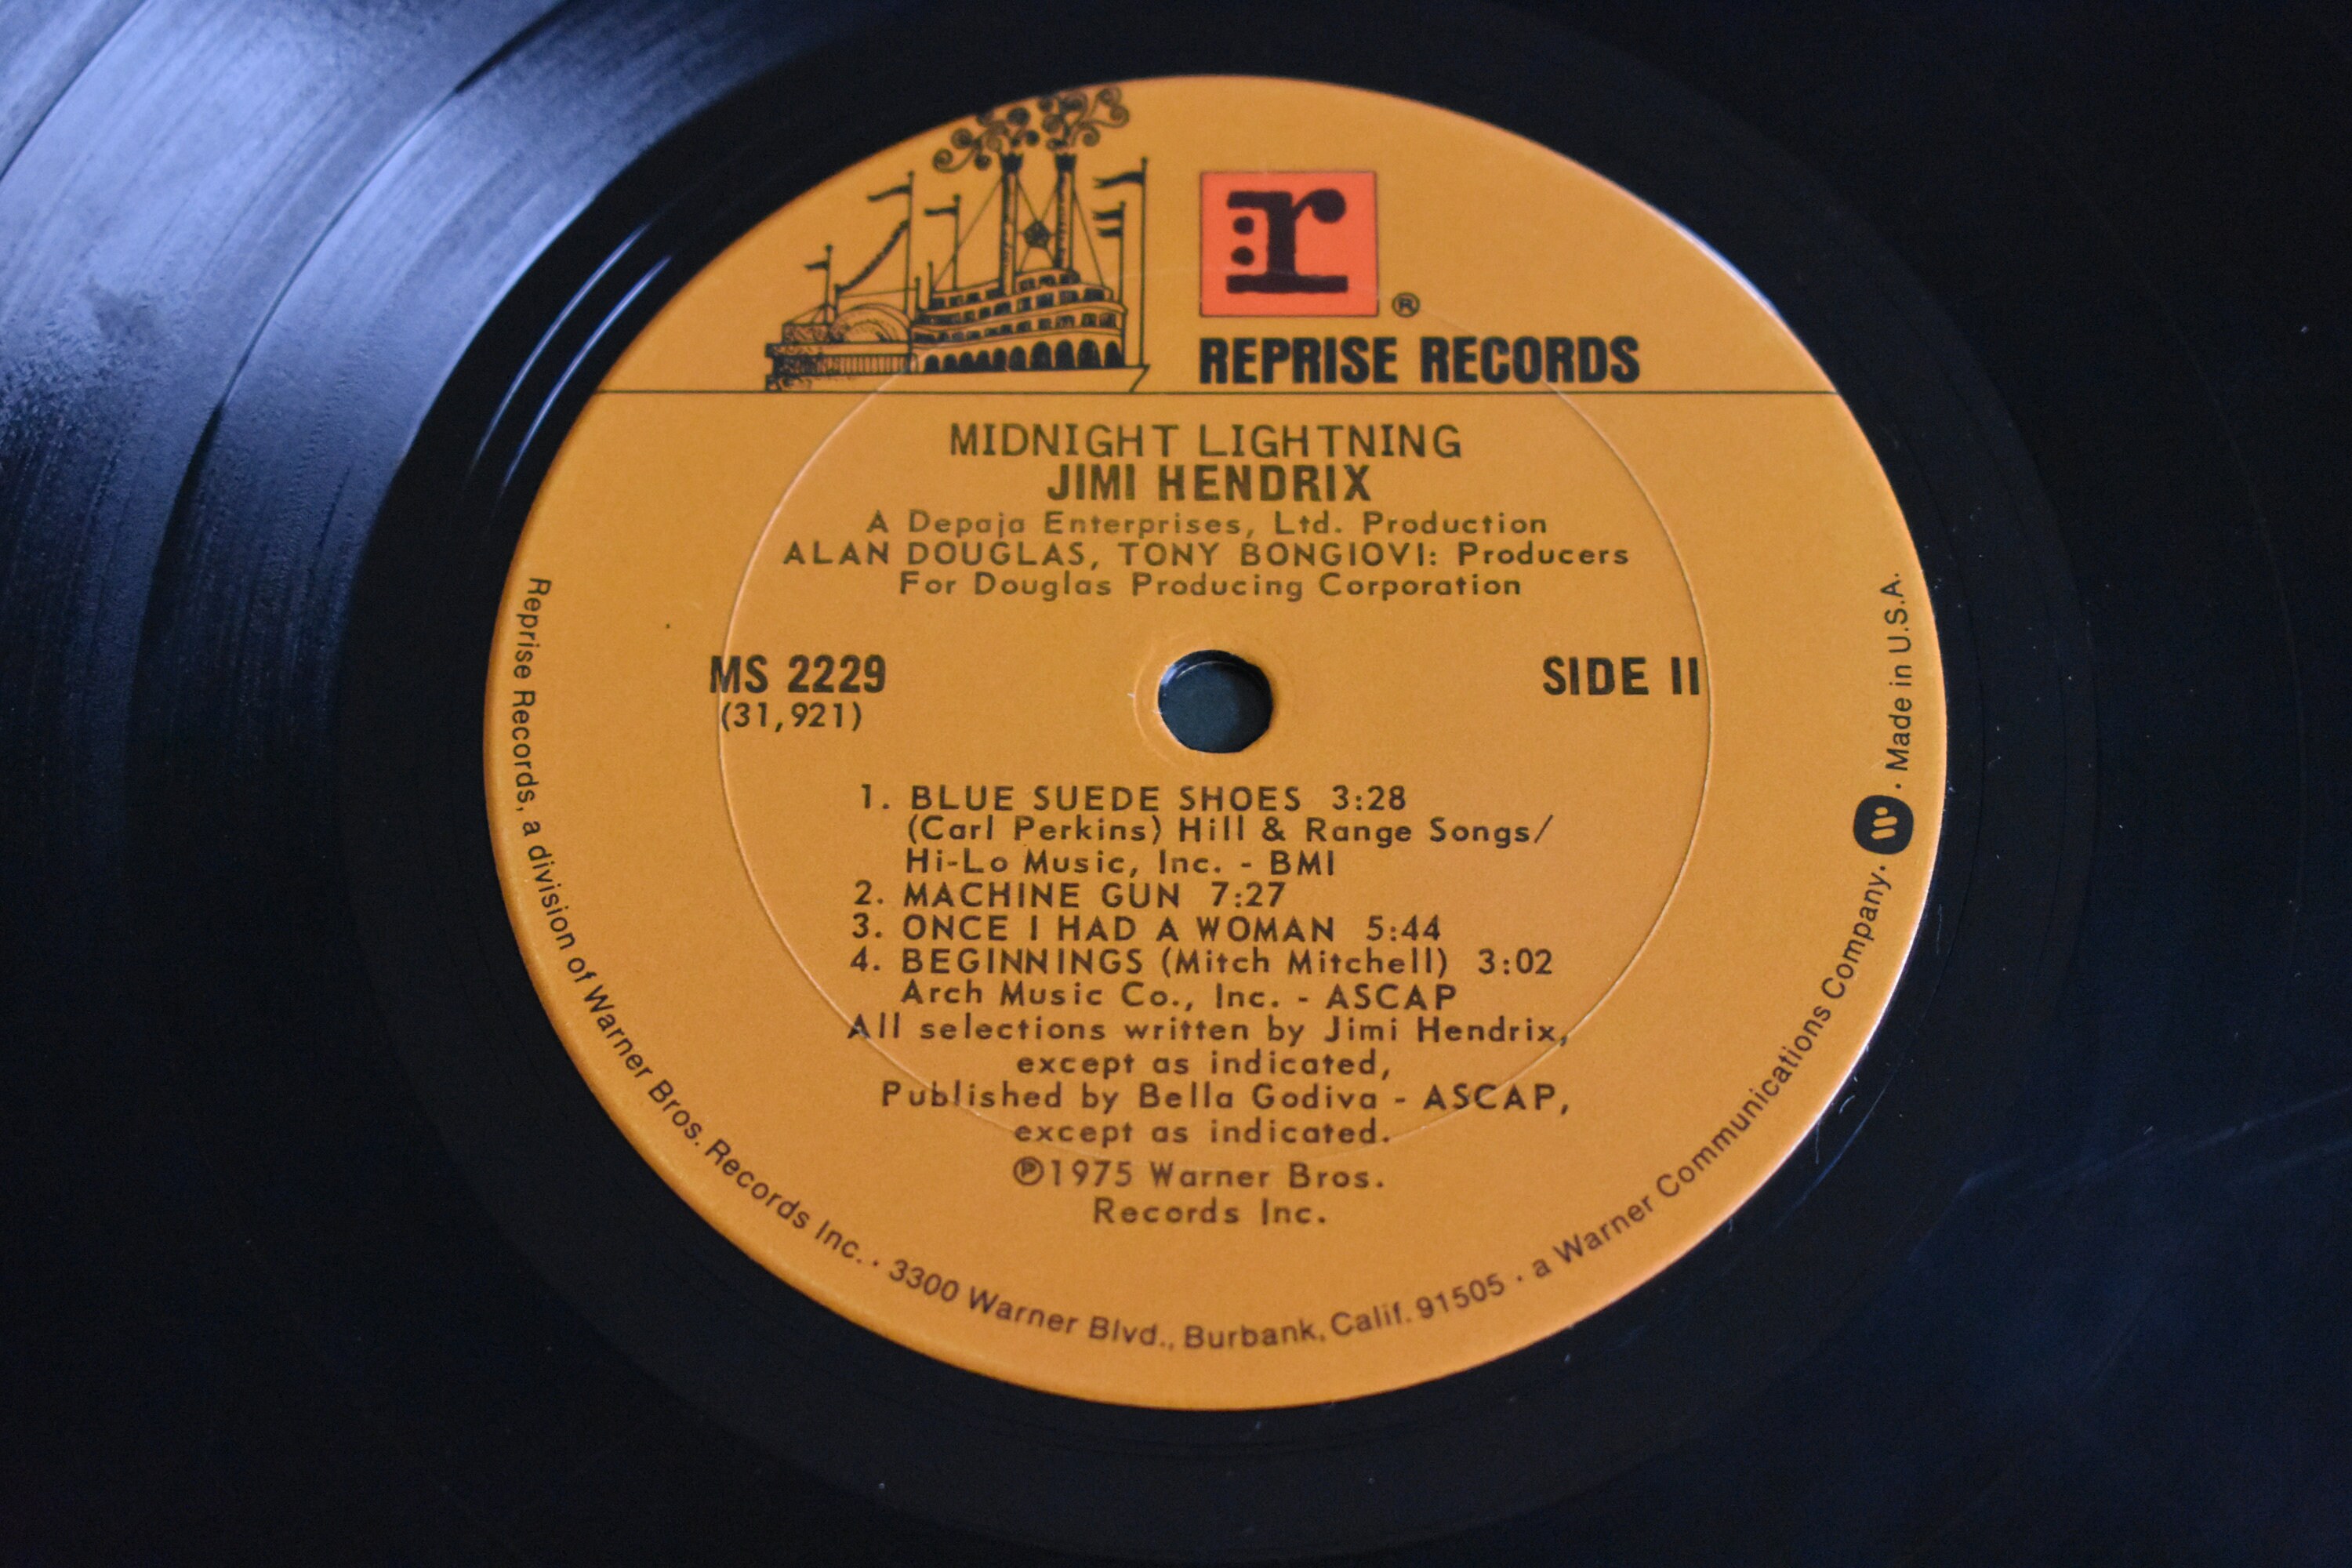 r
®
REPRISE RECORDS
MIDNIGHT LIGHTNING
JIMI HENDRIX
A Depaja Enterprises, Ltd. Production
ALAN DOUGLAS, TONY BONGIOVI: Producers
For Douglas Producing Corporation
MS 2229
(31,921)
SIDE II
1. BLUE SUEDE SHOES 3:28
(Carl Perkins) Hill & Range Songs/
Hi-Lo Music, Inc. - BMI
2. MACHINE GUN 7:27
3. ONCE I HAD A WOMAN 5:44
4. BEGINNINGS (Mitch Mitchell) 3:02
Arch Music Co., Inc. - ASCAP
All selections written by Jimi Hendrix,
except as indicated,
Published by Bella Godiva - ASCAP,
except as indicated.
℗1975 Warner Bros.
Records Inc.
Reprise Records, a division of Warner Bros. Records Inc. · 3300 Warner Blvd., Burbank, Calif. 91505 · a Warner Communications Company. · Made in U.S.A.